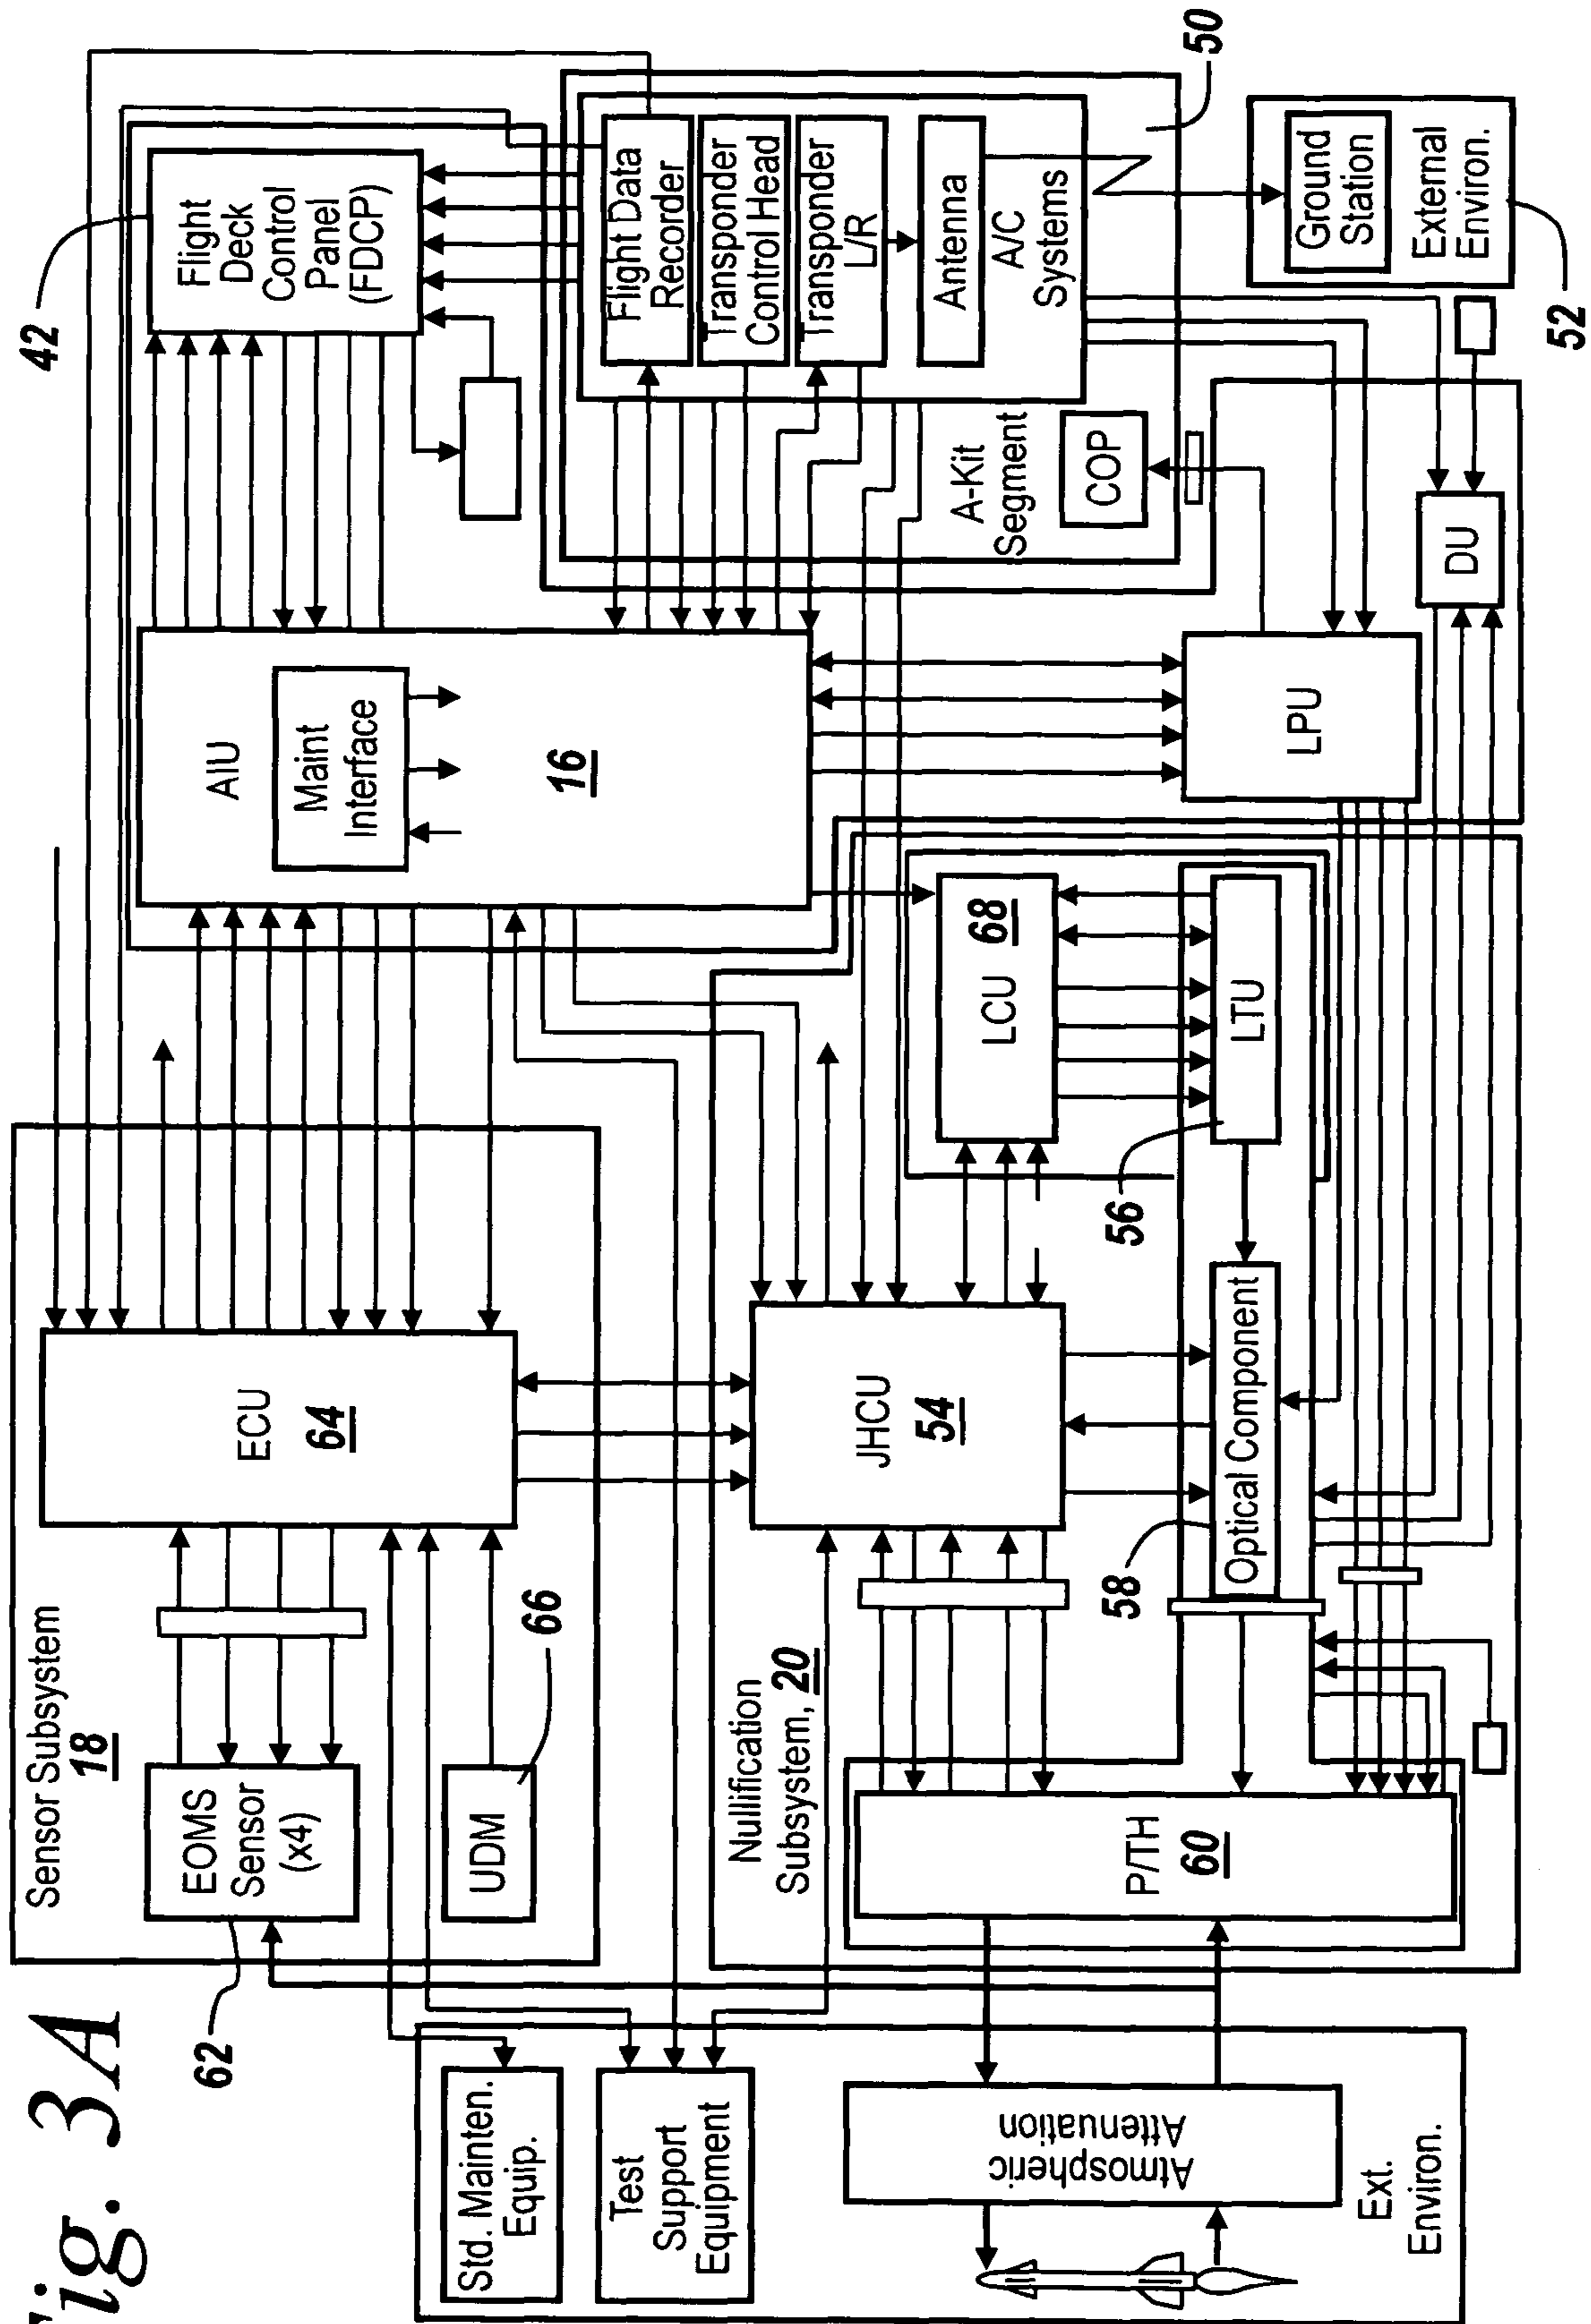 Fig. 3A
Sensor Subsystem
18
EOMS
Sensor
(x4)
62
UDM
66
ECU
64
AIU
Maint
Interface
16
Flight
Deck
Control
Panel
(FDCP)
42
Flight Data
Recorder
Transponder
Control Head
Transponder
L/R
Antenna
A/C
Systems
A-Kit
Segment
COP
50
Ground
Station
External
Environ.
52
DU
LPU
LCU
68
LTU
56
JHCU
54
Optical Component
58
Nullification
Subsystem, 20
P/TH
60
Std. Mainten.
Equip.
Test
Support
Equipment
Atmospheric
Attenuation
Ext.
Environ.